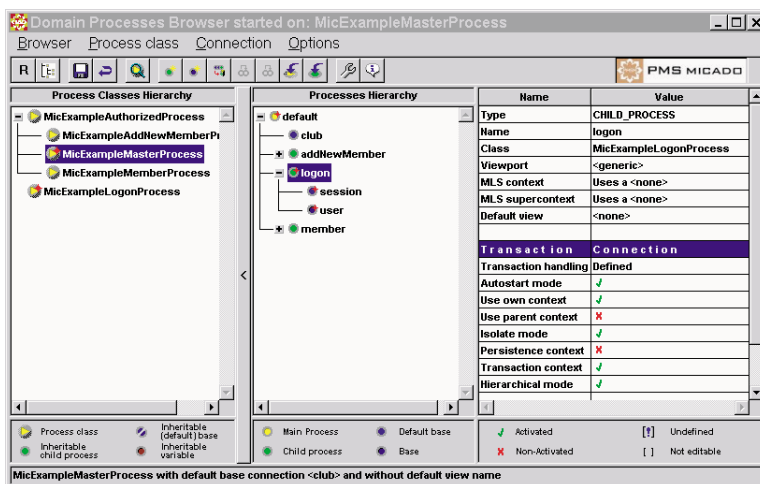 Domain Processes Browser started on: MicExampleMasterProcess
Browser Process class Connection Options
R
PMS MICADO
Process Classes Hierarchy
MicExampleAuthorizedProcess
MicExampleAddNewMemberPr
MicExampleMasterProcess
MicExampleMemberProcess
MicExampleLogonProcess
<
Processes Hierarchy
default
club
addNewMember
logon
session
user
member
Name Value
Type CHILD_PROCESS
Name logon
Class MicExampleLogonProcess
Viewport <generic>
MLS context Uses a <none>
MLS supercontext Uses a <none>
Default view <none>
Transaction Connection
Transaction handling Defined
Autostart mode
Use own context
Use parent context
Isolate mode
Persistence context
Transaction context
Hierarchical mode
Process class
Inheritable child process
Inheritable (default) base
Inheritable variable
Main Process Default base
Child process Base
Activated [?] Undefined
Non-Activated [ ] Not editable
MicExampleMasterProcess with default base connection <club> and without default view name